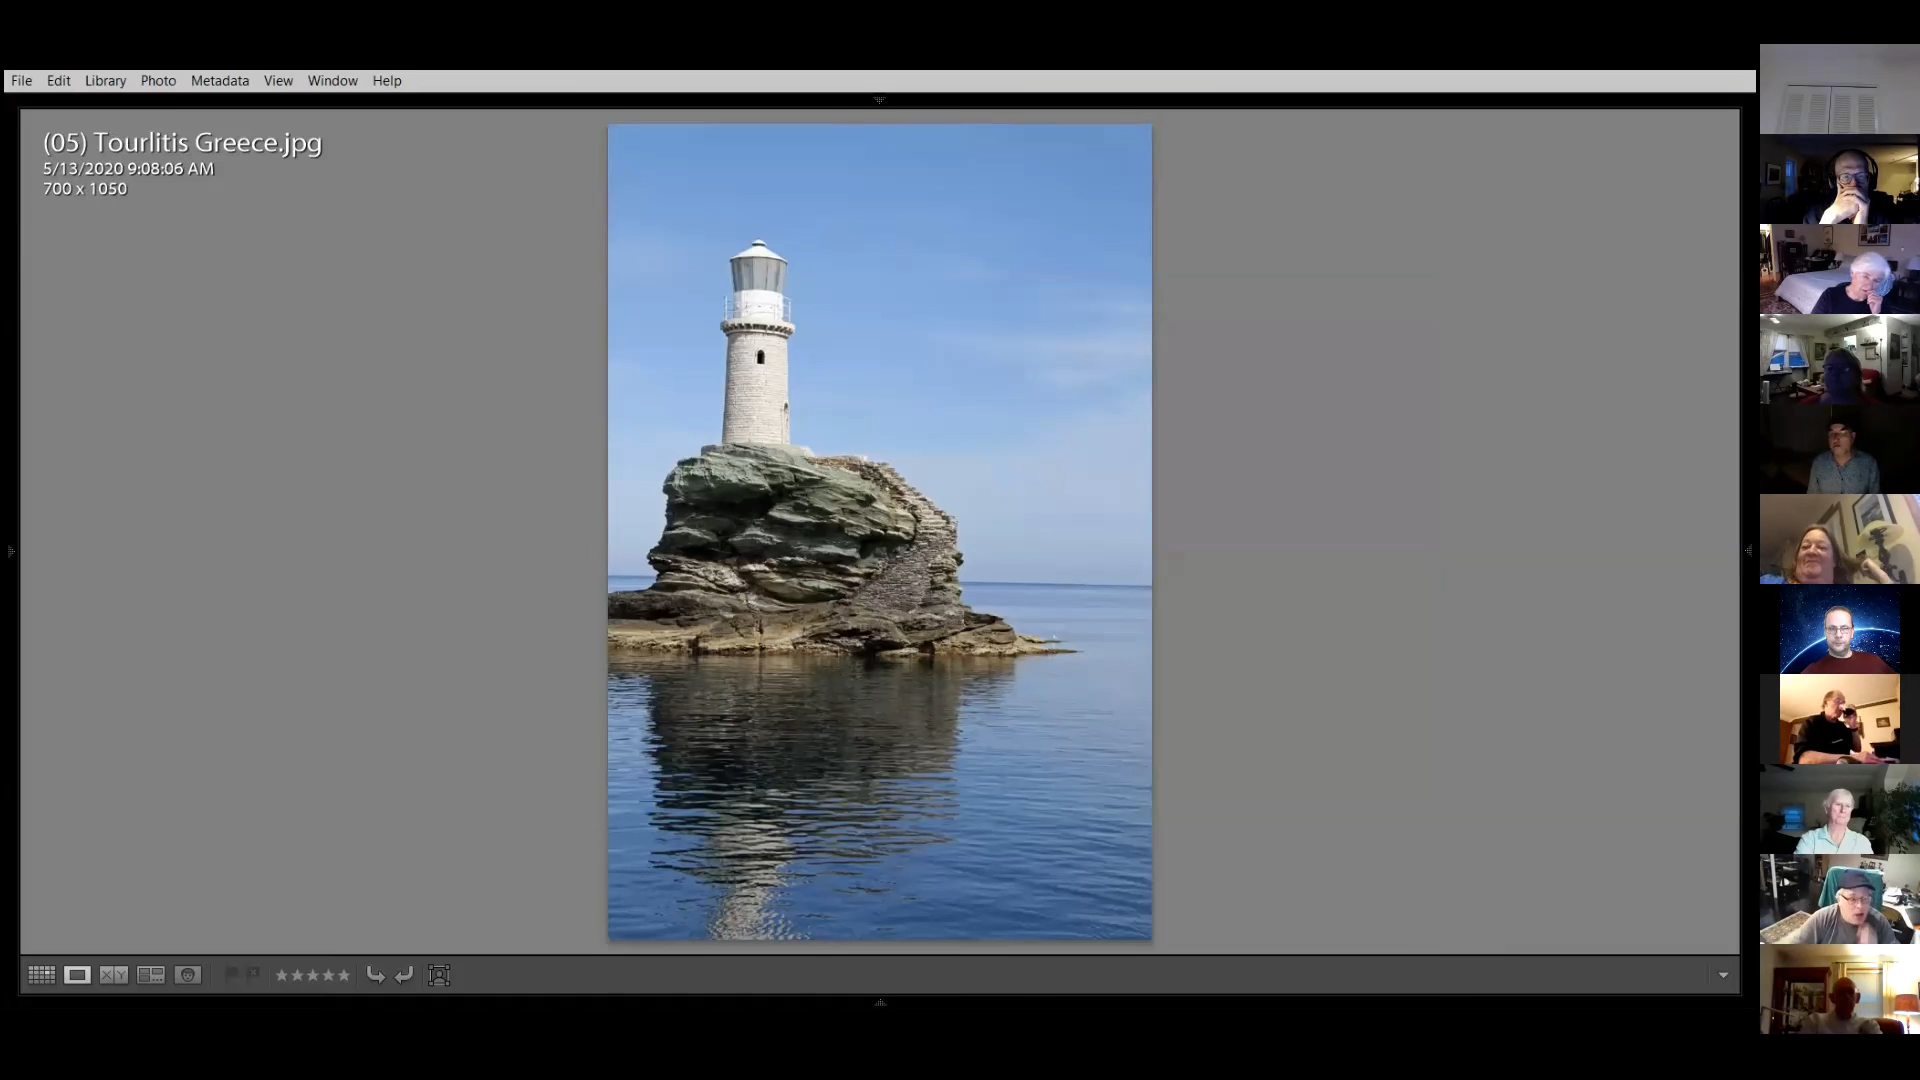 File Edit Library Photo Metadata View Window Help
(05) Tourlitis Greece.jpg
5/13/2020 9:08:06 AM
700 x 1050
X Y